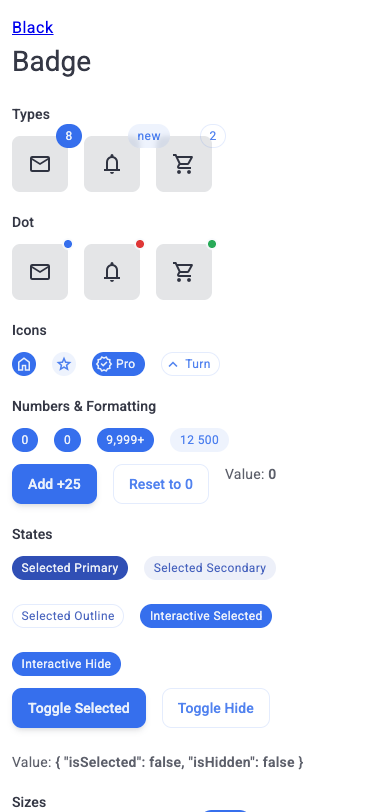 Black
Badge
Types
8 new 2
Dot
Icons
Pro Turn
Numbers & Formatting
0 0 9,999+ 12 500
Add +25 Reset to 0 Value: 0
States
Selected Primary Selected Secondary
Selected Outline Interactive Selected
Interactive Hide
Toggle Selected Toggle Hide
Value: { "isSelected": false, "isHidden": false }
Sizes